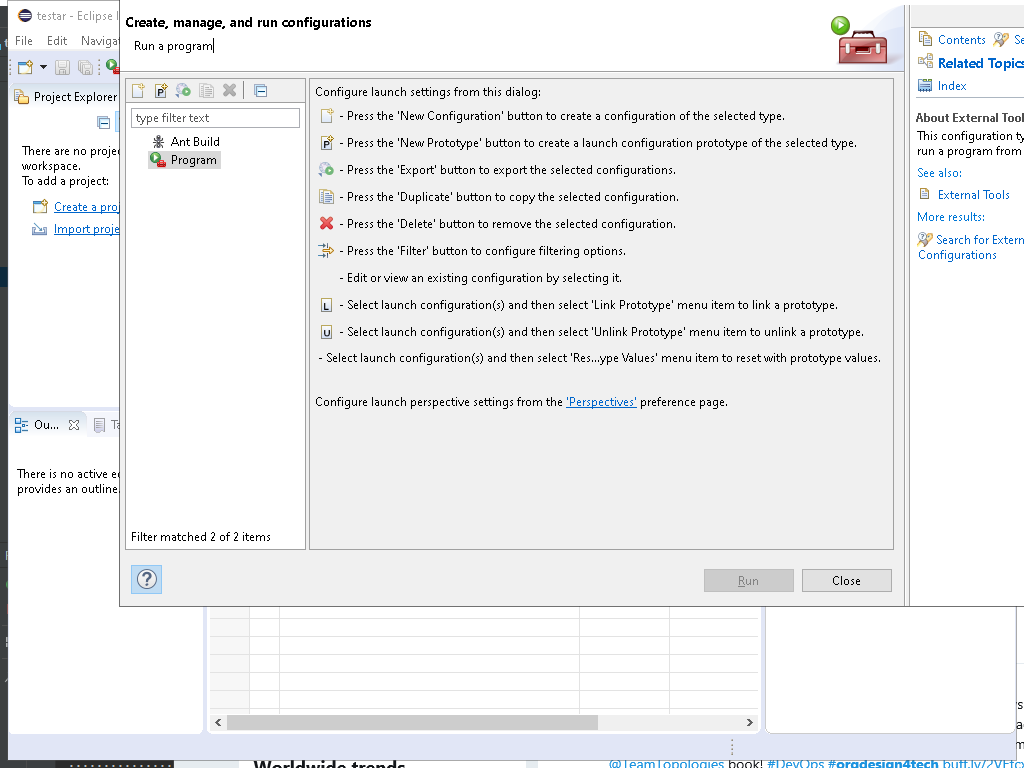 testar - Eclipse I
File Edit Navigat
Project Explorer
There are no proje
workspace.
To add a project:
Create a proj
Import proje
Ou...
Ta
There is no active ed
provides an outline.
Create, manage, and run configurations
Run a program
type filter text
Ant Build
Program
Filter matched 2 of 2 items
Configure launch settings from this dialog:
- Press the 'New Configuration' button to create a configuration of the selected type.
- Press the 'New Prototype' button to create a launch configuration prototype of the selected type.
- Press the 'Export' button to export the selected configurations.
- Press the 'Duplicate' button to copy the selected configuration.
- Press the 'Delete' button to remove the selected configuration.
- Press the 'Filter' button to configure filtering options.
- Edit or view an existing configuration by selecting it.
- Select launch configuration(s) and then select 'Link Prototype' menu item to link a prototype.
- Select launch configuration(s) and then select 'Unlink Prototype' menu item to unlink a prototype.
- Select launch configuration(s) and then select 'Res...ype Values' menu item to reset with prototype values.
Configure launch perspective settings from the 'Perspectives' preference page.
Run
Close
Contents Se
Related Topics
Index
About External Tool
This configuration ty
run a program from
See also:
External Tools
More results:
Search for Extern
Configurations
Worldwide trends
@TeamTopologies book! #DevOps #orgdesign4tech buff.ly/2VFfcx